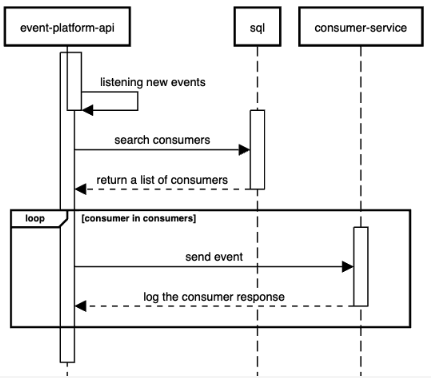 event-platform-api
sql
consumer-service
listening new events
search consumers
return a list of consumers
loop
[consumer in consumers]
send event
log the consumer response